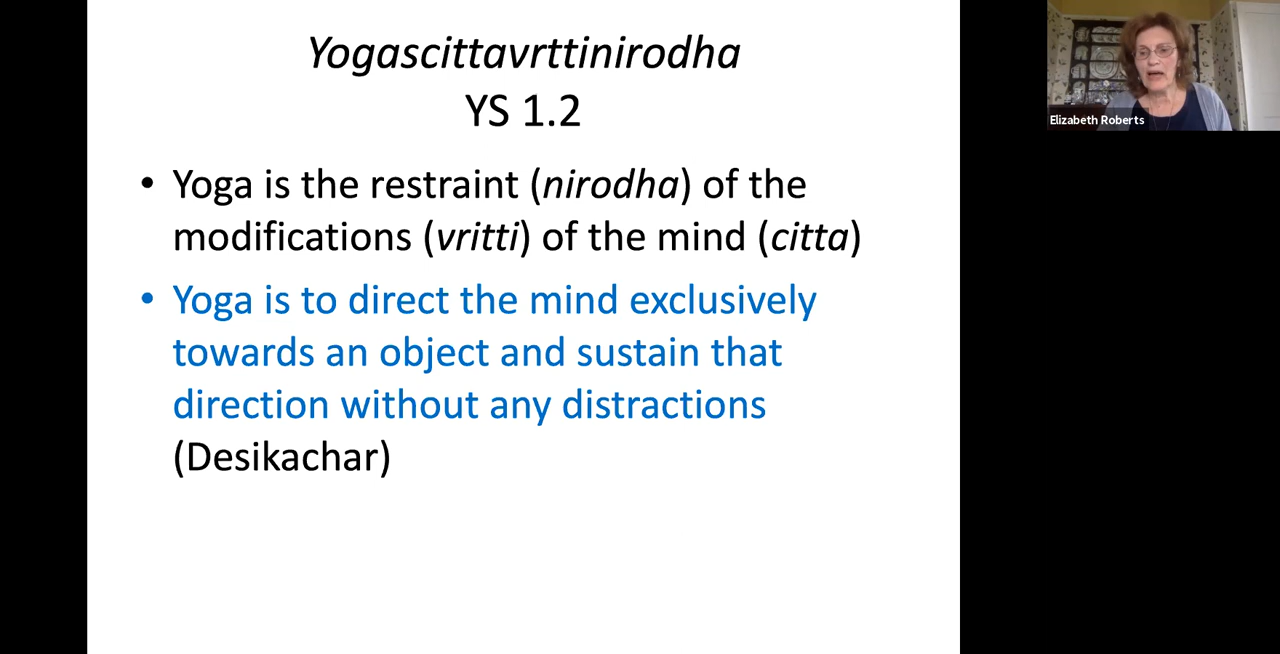 Yogascittavrttinirodha
YS 1.2
• Yoga is the restraint (nirodha) of the
modifications (vritti) of the mind (citta)
• Yoga is to direct the mind exclusively
towards an object and sustain that
direction without any distractions
(Desikachar)
Elizabeth Roberts